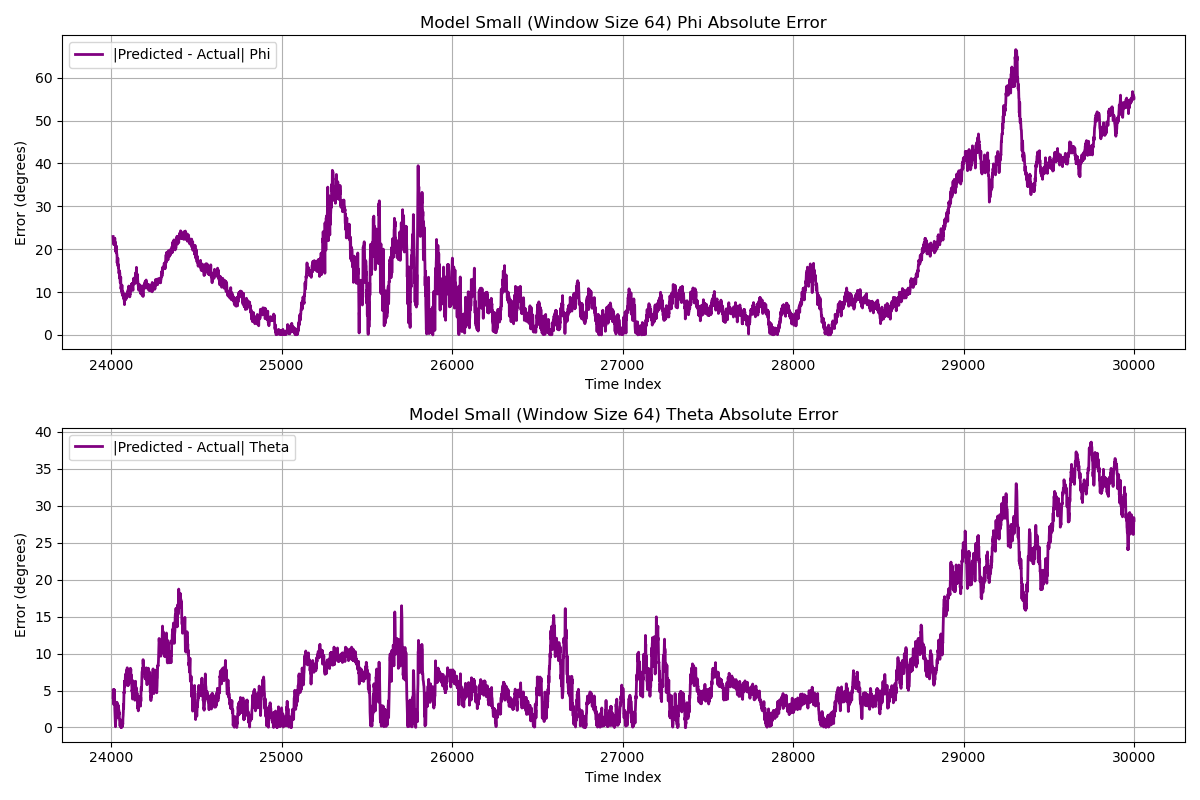 Model Small (Window Size 64) Phi Absolute Error
|Predicted - Actual| Phi
Error (degrees)
60
50
40
30
20
10
0
24000 25000 26000 27000 28000 29000 30000
Time Index
Model Small (Window Size 64) Theta Absolute Error
|Predicted - Actual| Theta
Error (degrees)
40
35
30
25
20
15
10
5
0
24000 25000 26000 27000 28000 29000 30000
Time Index